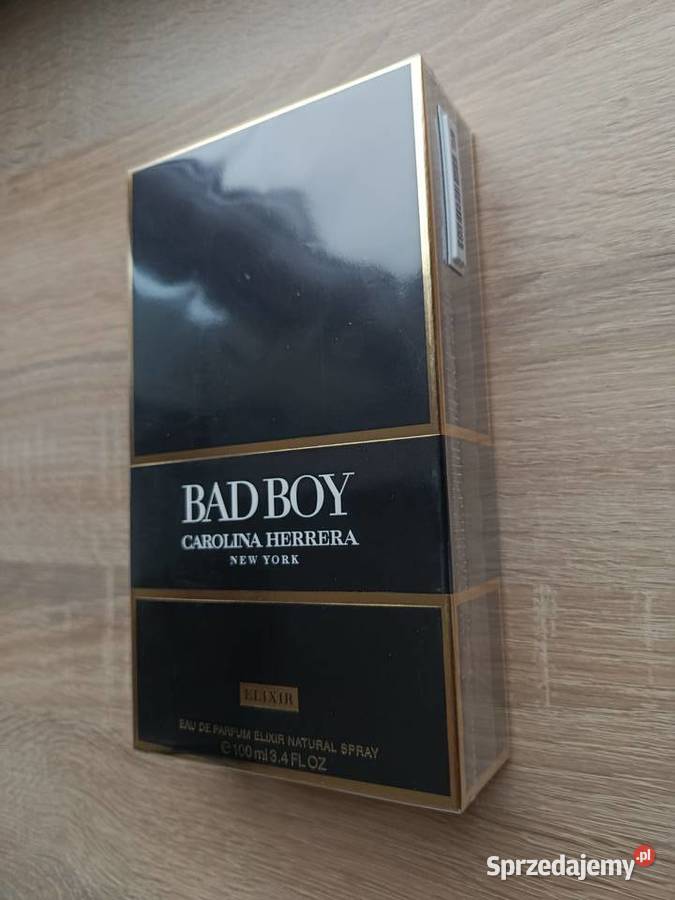 BAD BOY
CAROLINA HERRERA
NEW YORK
ELIXIR
EAU DE PARFUM ELIXIR NATURAL SPRAY
℮100 ml 3.4 FL OZ
Sprzedajemy.pl